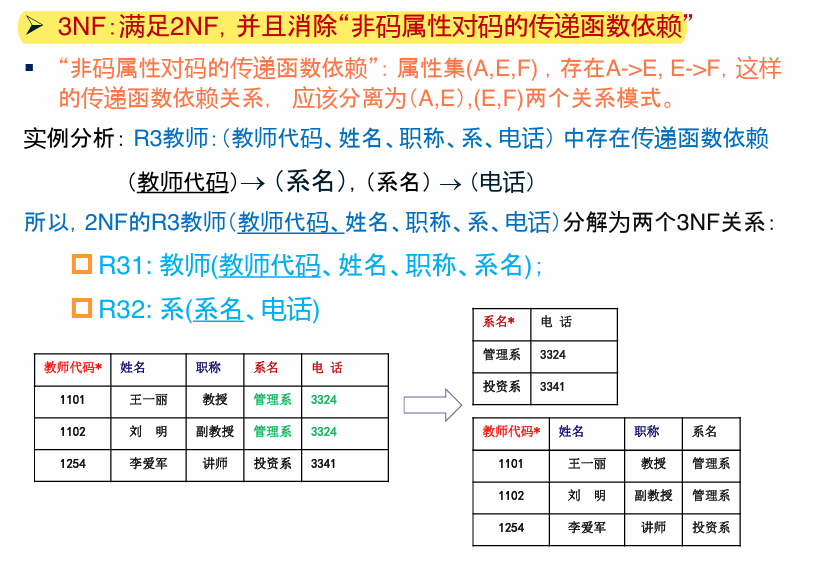 ➤ 3NF：满足2NF，并且消除“非码属性对码的传递函数依赖”
▪ “非码属性对码的传递函数依赖”：属性集(A,E,F)，存在A->E, E->F，这样
的传递函数依赖关系，  应该分离为(A,E),(E,F)两个关系模式。
实例分析：R3教师：（教师代码、姓名、职称、系、电话）中存在传递函数依赖
（教师代码）→（系名），（系名）→（电话）
所以，2NF的R3教师（教师代码、姓名、职称、系、电话）分解为两个3NF关系：
R31: 教师(教师代码、姓名、职称、系名)；
R32: 系(系名、电话)
教师代码* 姓名 职称 系名 电 话
1101 王一丽 教授 管理系 3324
1102 刘 明 副教授 管理系 3324
1254 李爱军 讲师 投资系 3341
系名* 电 话
管理系 3324
投资系 3341
教师代码* 姓名 职称 系名
1101 王一丽 教授 管理系
1102 刘 明 副教授 管理系
1254 李爱军 讲师 投资系